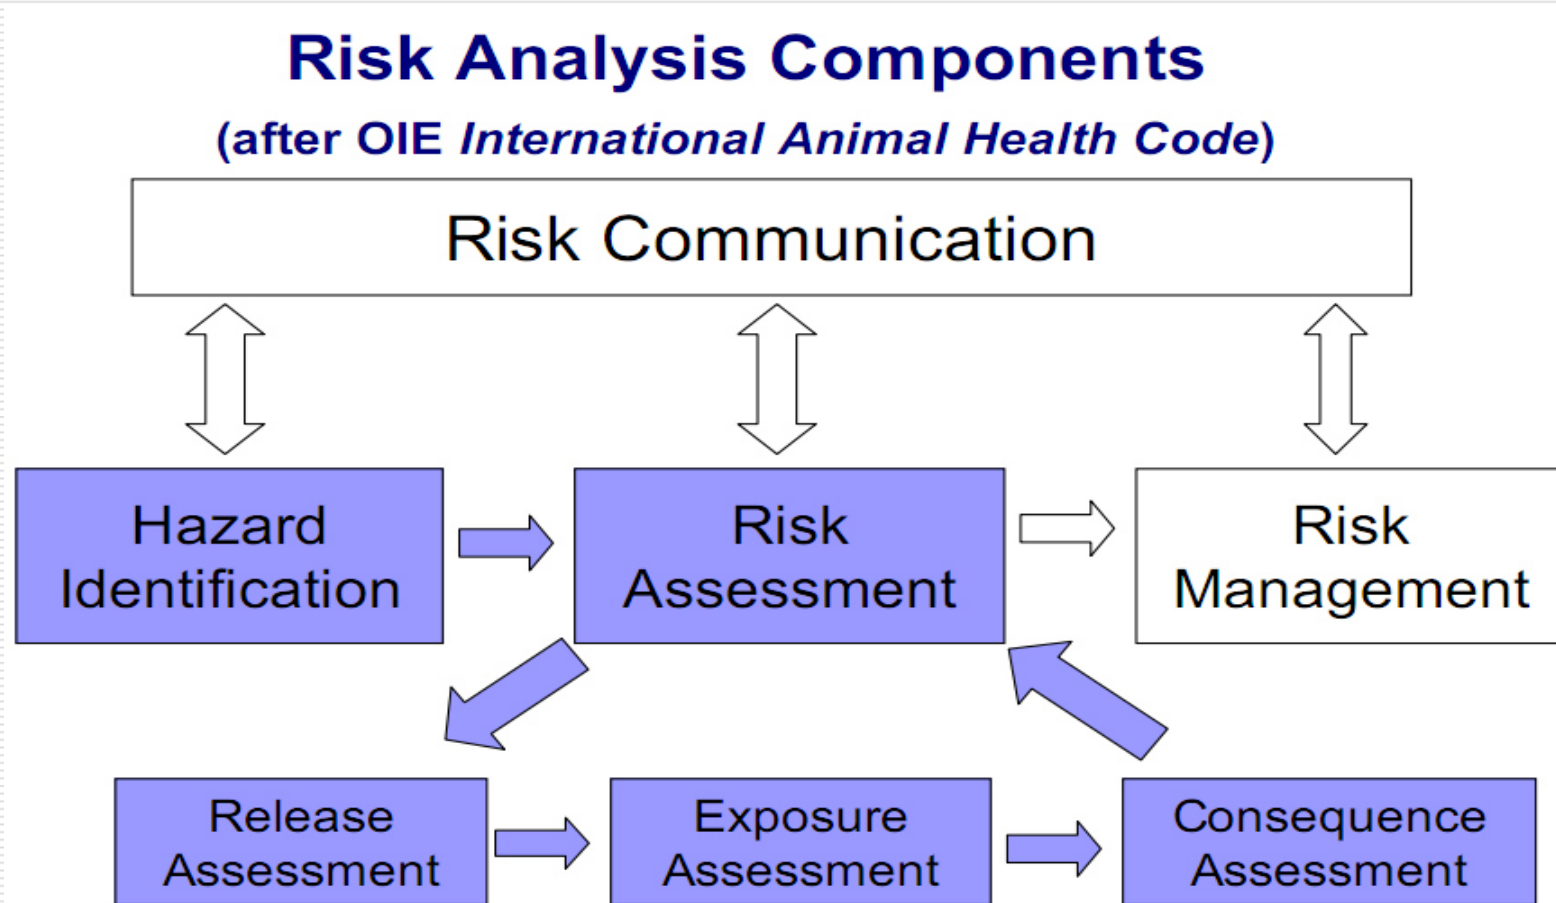 Risk Analysis Components
(after OIE International Animal Health Code)
Risk Communication
Hazard
Identification
Risk
Assessment
Risk
Management
Release
Assessment
Exposure
Assessment
Consequence
Assessment